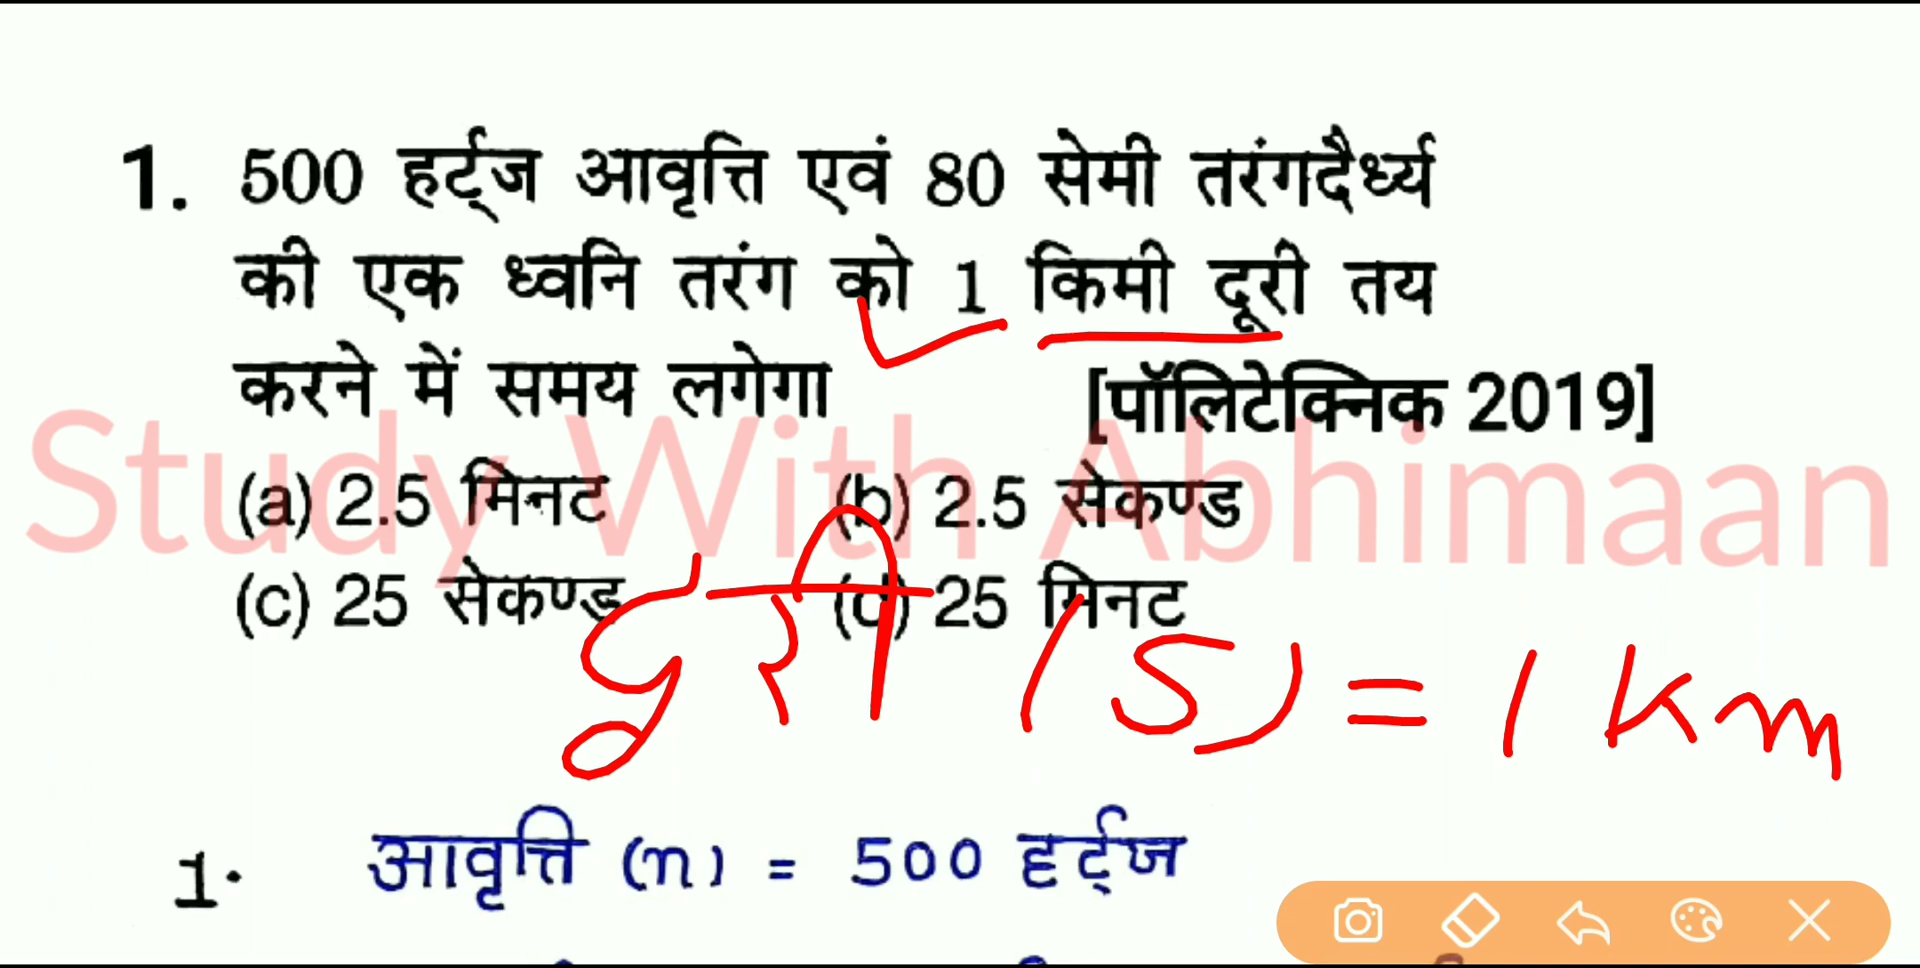 1. 500 हर्ट्ज आवृत्ति एवं 80 सेमी तरंगदैर्ध्य
की एक ध्वनि तरंग को 1 किमी दूरी तय
करने में समय लगेगा [पॉलिटेक्निक 2019]
Study With Abhimaan
(a) 2.5 मिनट (b) 2.5 सेकण्ड
(c) 25 सेकण्ड (d) 25 मिनट
दूरी (S) = 1 km
1. आवृत्ति (n) = 500 हर्ट्ज